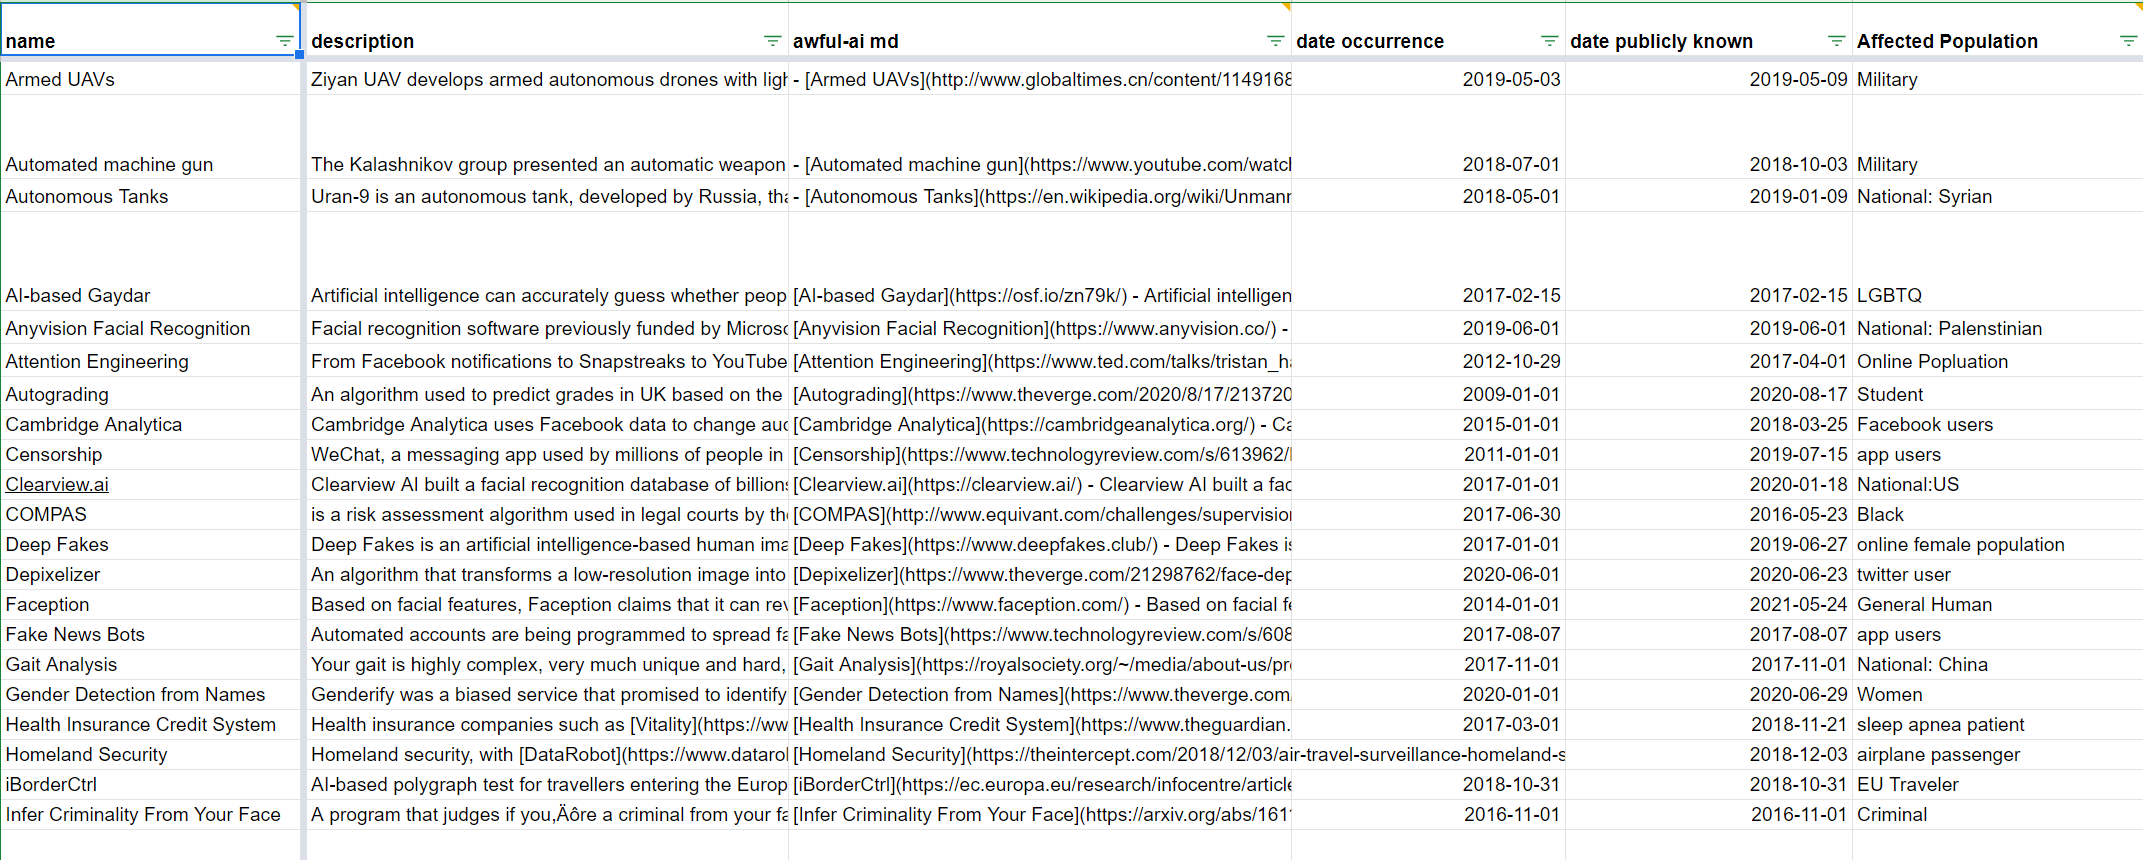 name description awful-ai md date occurrence date publicly known Affected Population
Armed UAVs Ziyan UAV develops armed autonomous drones with ligh - [Armed UAVs](http://www.globaltimes.cn/content/1149168 2019-05-03 2019-05-09 Military
Automated machine gun The Kalashnikov group presented an automatic weapon - [Automated machine gun](https://www.youtube.com/watch 2018-07-01 2018-10-03 Military
Autonomous Tanks Uran-9 is an autonomous tank, developed by Russia, tha - [Autonomous Tanks](https://en.wikipedia.org/wiki/Unmann 2018-05-01 2019-01-09 National: Syrian
AI-based Gaydar Artificial intelligence can accurately guess whether peop [AI-based Gaydar](https://osf.io/zn79k/) - Artificial intelligen 2017-02-15 2017-02-15 LGBTQ
Anyvision Facial Recognition Facial recognition software previously funded by Microso [Anyvision Facial Recognition](https://www.anyvision.co/) - 2019-06-01 2019-06-01 National: Palenstinian
Attention Engineering From Facebook notifications to Snapstreaks to YouTube [Attention Engineering](https://www.ted.com/talks/tristan_ha 2012-10-29 2017-04-01 Online Popluation
Autograding An algorithm used to predict grades in UK based on the [Autograding](https://www.theverge.com/2020/8/17/213720 2009-01-01 2020-08-17 Student
Cambridge Analytica Cambridge Analytica uses Facebook data to change aud [Cambridge Analytica](https://cambridgeanalytica.org/) - Ca 2015-01-01 2018-03-25 Facebook users
Censorship WeChat, a messaging app used by millions of people in [Censorship](https://www.technologyreview.com/s/613962/ 2011-01-01 2019-07-15 app users
Clearview.ai Clearview AI built a facial recognition database of billions [Clearview.ai](https://clearview.ai/) - Clearview AI built a fac 2017-01-01 2020-01-18 National:US
COMPAS is a risk assessment algorithm used in legal courts by the [COMPAS](http://www.equivant.com/challenges/supervision 2017-06-30 2016-05-23 Black
Deep Fakes Deep Fakes is an artificial intelligence-based human ima [Deep Fakes](https://www.deepfakes.club/) - Deep Fakes is 2017-01-01 2019-06-27 online female population
Depixelizer An algorithm that transforms a low-resolution image into [Depixelizer](https://www.theverge.com/21298762/face-dep 2020-06-01 2020-06-23 twitter user
Faception Based on facial features, Faception claims that it can rev [Faception](https://www.faception.com/) - Based on facial fe 2014-01-01 2021-05-24 General Human
Fake News Bots Automated accounts are being programmed to spread fa [Fake News Bots](https://www.technologyreview.com/s/608 2017-08-07 2017-08-07 app users
Gait Analysis Your gait is highly complex, very much unique and hard, [Gait Analysis](https://royalsociety.org/~/media/about-us/pr 2017-11-01 2017-11-01 National: China
Gender Detection from Names Genderify was a biased service that promised to identify [Gender Detection from Names](https://www.theverge.com 2020-01-01 2020-06-29 Women
Health Insurance Credit System Health insurance companies such as [Vitality](https://ww [Health Insurance Credit System](https://www.theguardian. 2017-03-01 2018-11-21 sleep apnea patient
Homeland Security Homeland security, with [DataRobot](https://www.datarol [Homeland Security](https://theintercept.com/2018/12/03/air-travel-surveillance-homeland-s 2018-12-03 airplane passenger
iBorderCtrl AI-based polygraph test for travellers entering the Europ [iBorderCtrl](https://ec.europa.eu/research/infocentre/article 2018-10-31 2018-10-31 EU Traveler
Infer Criminality From Your Face A program that judges if you‚Äôre a criminal from your fa [Infer Criminality From Your Face](https://arxiv.org/abs/161 2016-11-01 2016-11-01 Criminal